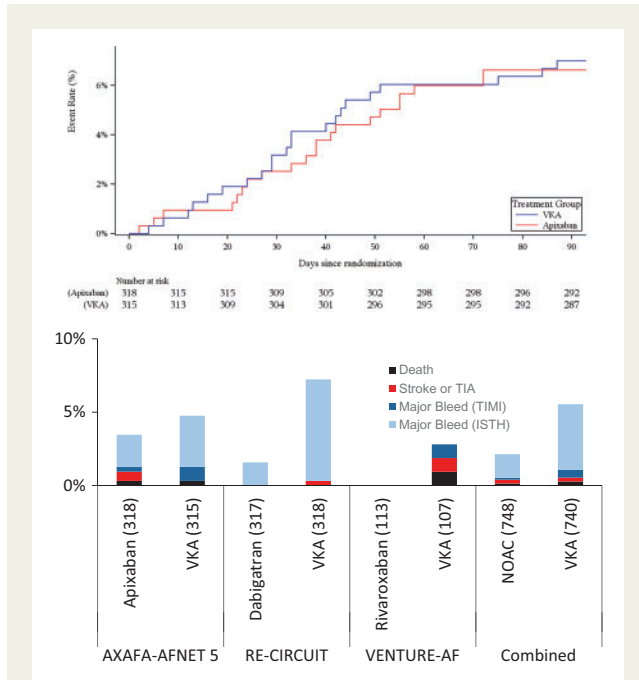 Event Rate (%)
6%
4%
2%
0%
Treatment Group
VKA
Apixaban
0 10 20 30 40 50 60 70 80 90
Days since randomization
Number at risk
(Apixaban) 318 315 315 309 305 302 298 298 296 292
(VKA) 315 313 309 304 301 296 295 295 292 287
10%
5%
0%
Death
Stroke or TIA
Major Bleed (TIMI)
Major Bleed (ISTH)
Apixaban (318)
VKA (315)
Dabigatran (317)
VKA (318)
Rivaroxaban (113)
VKA (107)
NOAC (748)
VKA (740)
AXAFA-AFNET 5 RE-CIRCUIT VENTURE-AF Combined